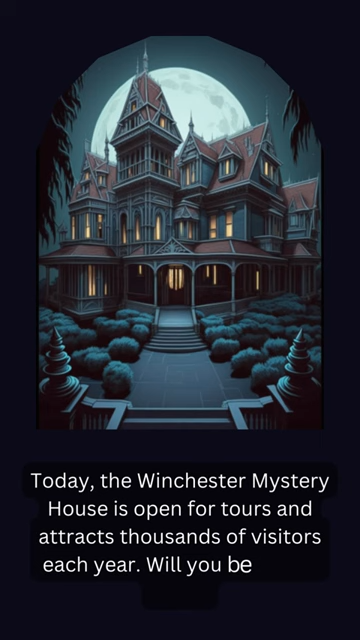 Today, the Winchester Mystery
House is open for tours and
attracts thousands of visitors
each year. Will you be